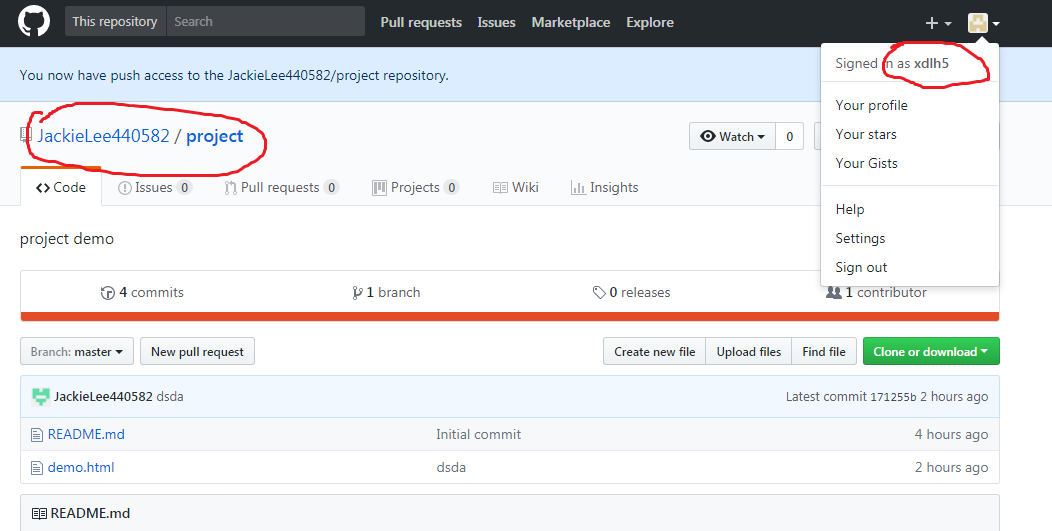 This repository Search Pull requests Issues Marketplace Explore
Signed in as xdlh5
You now have push access to the JackieLee440582/project repository.
Your profile
JackieLee440582 / project Watch 0
Your stars
Your Gists
Code Issues 0 Pull requests 0 Projects 0 Wiki Insights
Help
project demo
Settings
Sign out
4 commits 1 branch 0 releases 1 contributor
Branch: master New pull request Create new file Upload files Find file Clone or download
JackieLee440582 dsda Latest commit 171255b 2 hours ago
README.md Initial commit 4 hours ago
demo.html dsda 2 hours ago
README.md